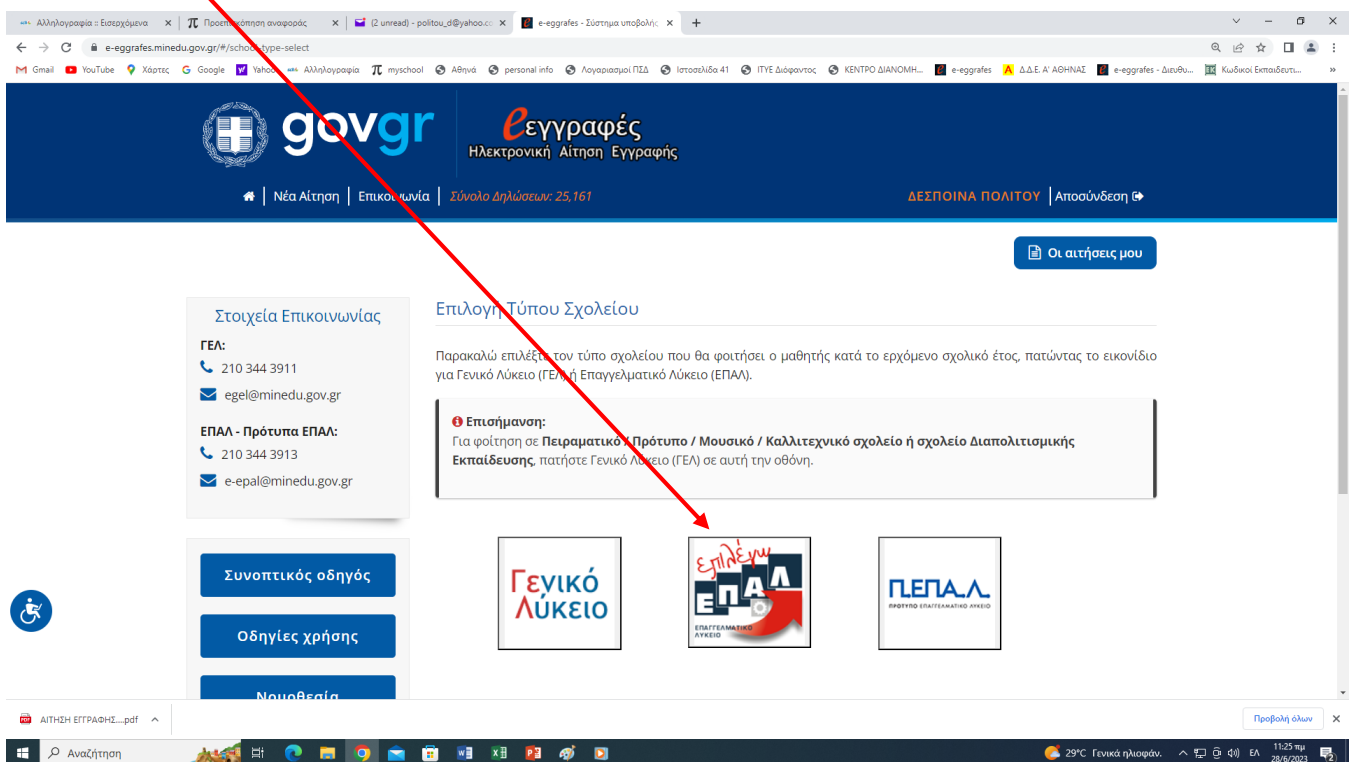 Αλληλογραφία :: Εισερχόμενα
Προεπισκόπηση αναφοράς
(2 unread) - politou_d@yahoo.co
e-eggrafes - Σύστημα υποβολής
e-eggrafes.minedu.gov.gr/#/school-type-select
Gmail YouTube Χάρτες Google Yahoo Αλληλογραφία myschool Αθηνά personal info Λογαριασμοί ΠΣΔ Ιστοσελίδα 41 ΙΤΥΕ Διόφαντος ΚΕΝΤΡΟ ΔΙΑΝΟΜΗ... e-eggrafes Δ.Δ.Ε. Α' ΑΘΗΝΑΣ e-eggrafes - Διευθυ... Κωδικοί Εκπαιδευτι... »
govgr
eεγγραφές
Ηλεκτρονική Αίτηση Εγγραφής
Νέα Αίτηση | Επικοινωνία | Σύνολο Δηλώσεων: 25,161
ΔΕΣΠΟΙΝΑ ΠΟΛΙΤΟΥ | Αποσύνδεση
Οι αιτήσεις μου
Στοιχεία Επικοινωνίας
ΓΕΛ:
210 344 3911
egel@minedu.gov.gr
ΕΠΑΛ - Πρότυπα ΕΠΑΛ:
210 344 3913
e-epal@minedu.gov.gr
Συνοπτικός οδηγός
Οδηγίες χρήσης
Νομοθεσία
Επιλογή Τύπου Σχολείου
Παρακαλώ επιλέξτε τον τύπο σχολείου που θα φοιτήσει ο μαθητής κατά το ερχόμενο σχολικό έτος, πατώντας το εικονίδιο
για Γενικό Λύκειο (ΓΕΛ) ή Επαγγελματικό Λύκειο (ΕΠΑΛ).
Επισήμανση:
Για φοίτηση σε Πειραματικό / Πρότυπο / Μουσικό / Καλλιτεχνικό σχολείο ή σχολείο Διαπολιτισμικής
Εκπαίδευσης, πατήστε Γενικό Λύκειο (ΓΕΛ) σε αυτή την οθόνη.
Γενικό
Λύκειο
επιλέγω
ΕΠΑΛ
ΕΠΑΓΓΕΛΜΑΤΙΚΟ
ΛΥΚΕΙΟ
Π.ΕΠΑ.Λ.
ΠΡΟΤΥΠΟ ΕΠΑΓΓΕΛΜΑΤΙΚΟ ΛΥΚΕΙΟ
ΑΙΤΗΣΗ ΕΓΓΡΑΦΗΣ....pdf
Προβολή όλων
Αναζήτηση
29°C Γενικά ηλιοφάν.
ΕΛ
11:25 πμ
28/6/2023
2